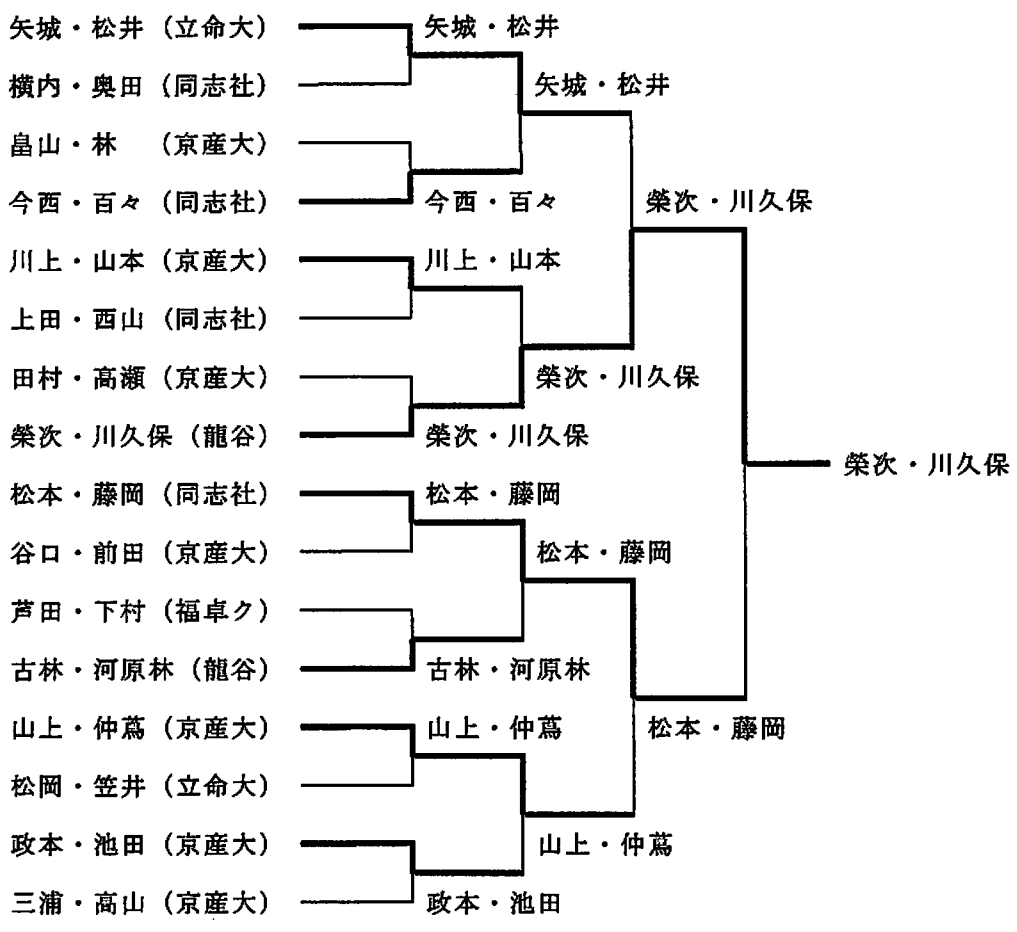 矢城・松井（立命大）
横内・奥田（同志社）
畠山・林　（京産大）
今西・百々（同志社）
川上・山本（京産大）
上田・西山（同志社）
田村・高瀬（京産大）
榮次・川久保（龍谷）
松本・藤岡（同志社）
谷口・前田（京産大）
芦田・下村（福卓ク）
古林・河原林（龍谷）
山上・仲蔦（京産大）
松岡・笠井（立命大）
政本・池田（京産大）
三浦・高山（京産大）
矢城・松井
今西・百々
川上・山本
榮次・川久保
松本・藤岡
古林・河原林
山上・仲蔦
政本・池田
矢城・松井
榮次・川久保
松本・藤岡
山上・仲蔦
榮次・川久保
松本・藤岡
榮次・川久保